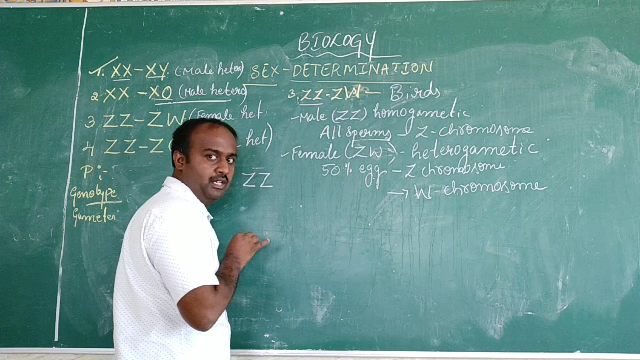 BIOLOGY
SEX-DETERMINATION
1. XX-XY (Male hetero)
2. XX-XO (Male hetero)
3. ZZ-ZW (Female het
4. ZZ-Z het)
P:-
Genotype
Gametes
ZZ
3. ZZ-ZW- Birds
-Male (ZZ) homogametic
All sperms - Z-chromosome
-Female (ZW) - heterogametic
50% egg - Z chromosome
→ W-chromosome